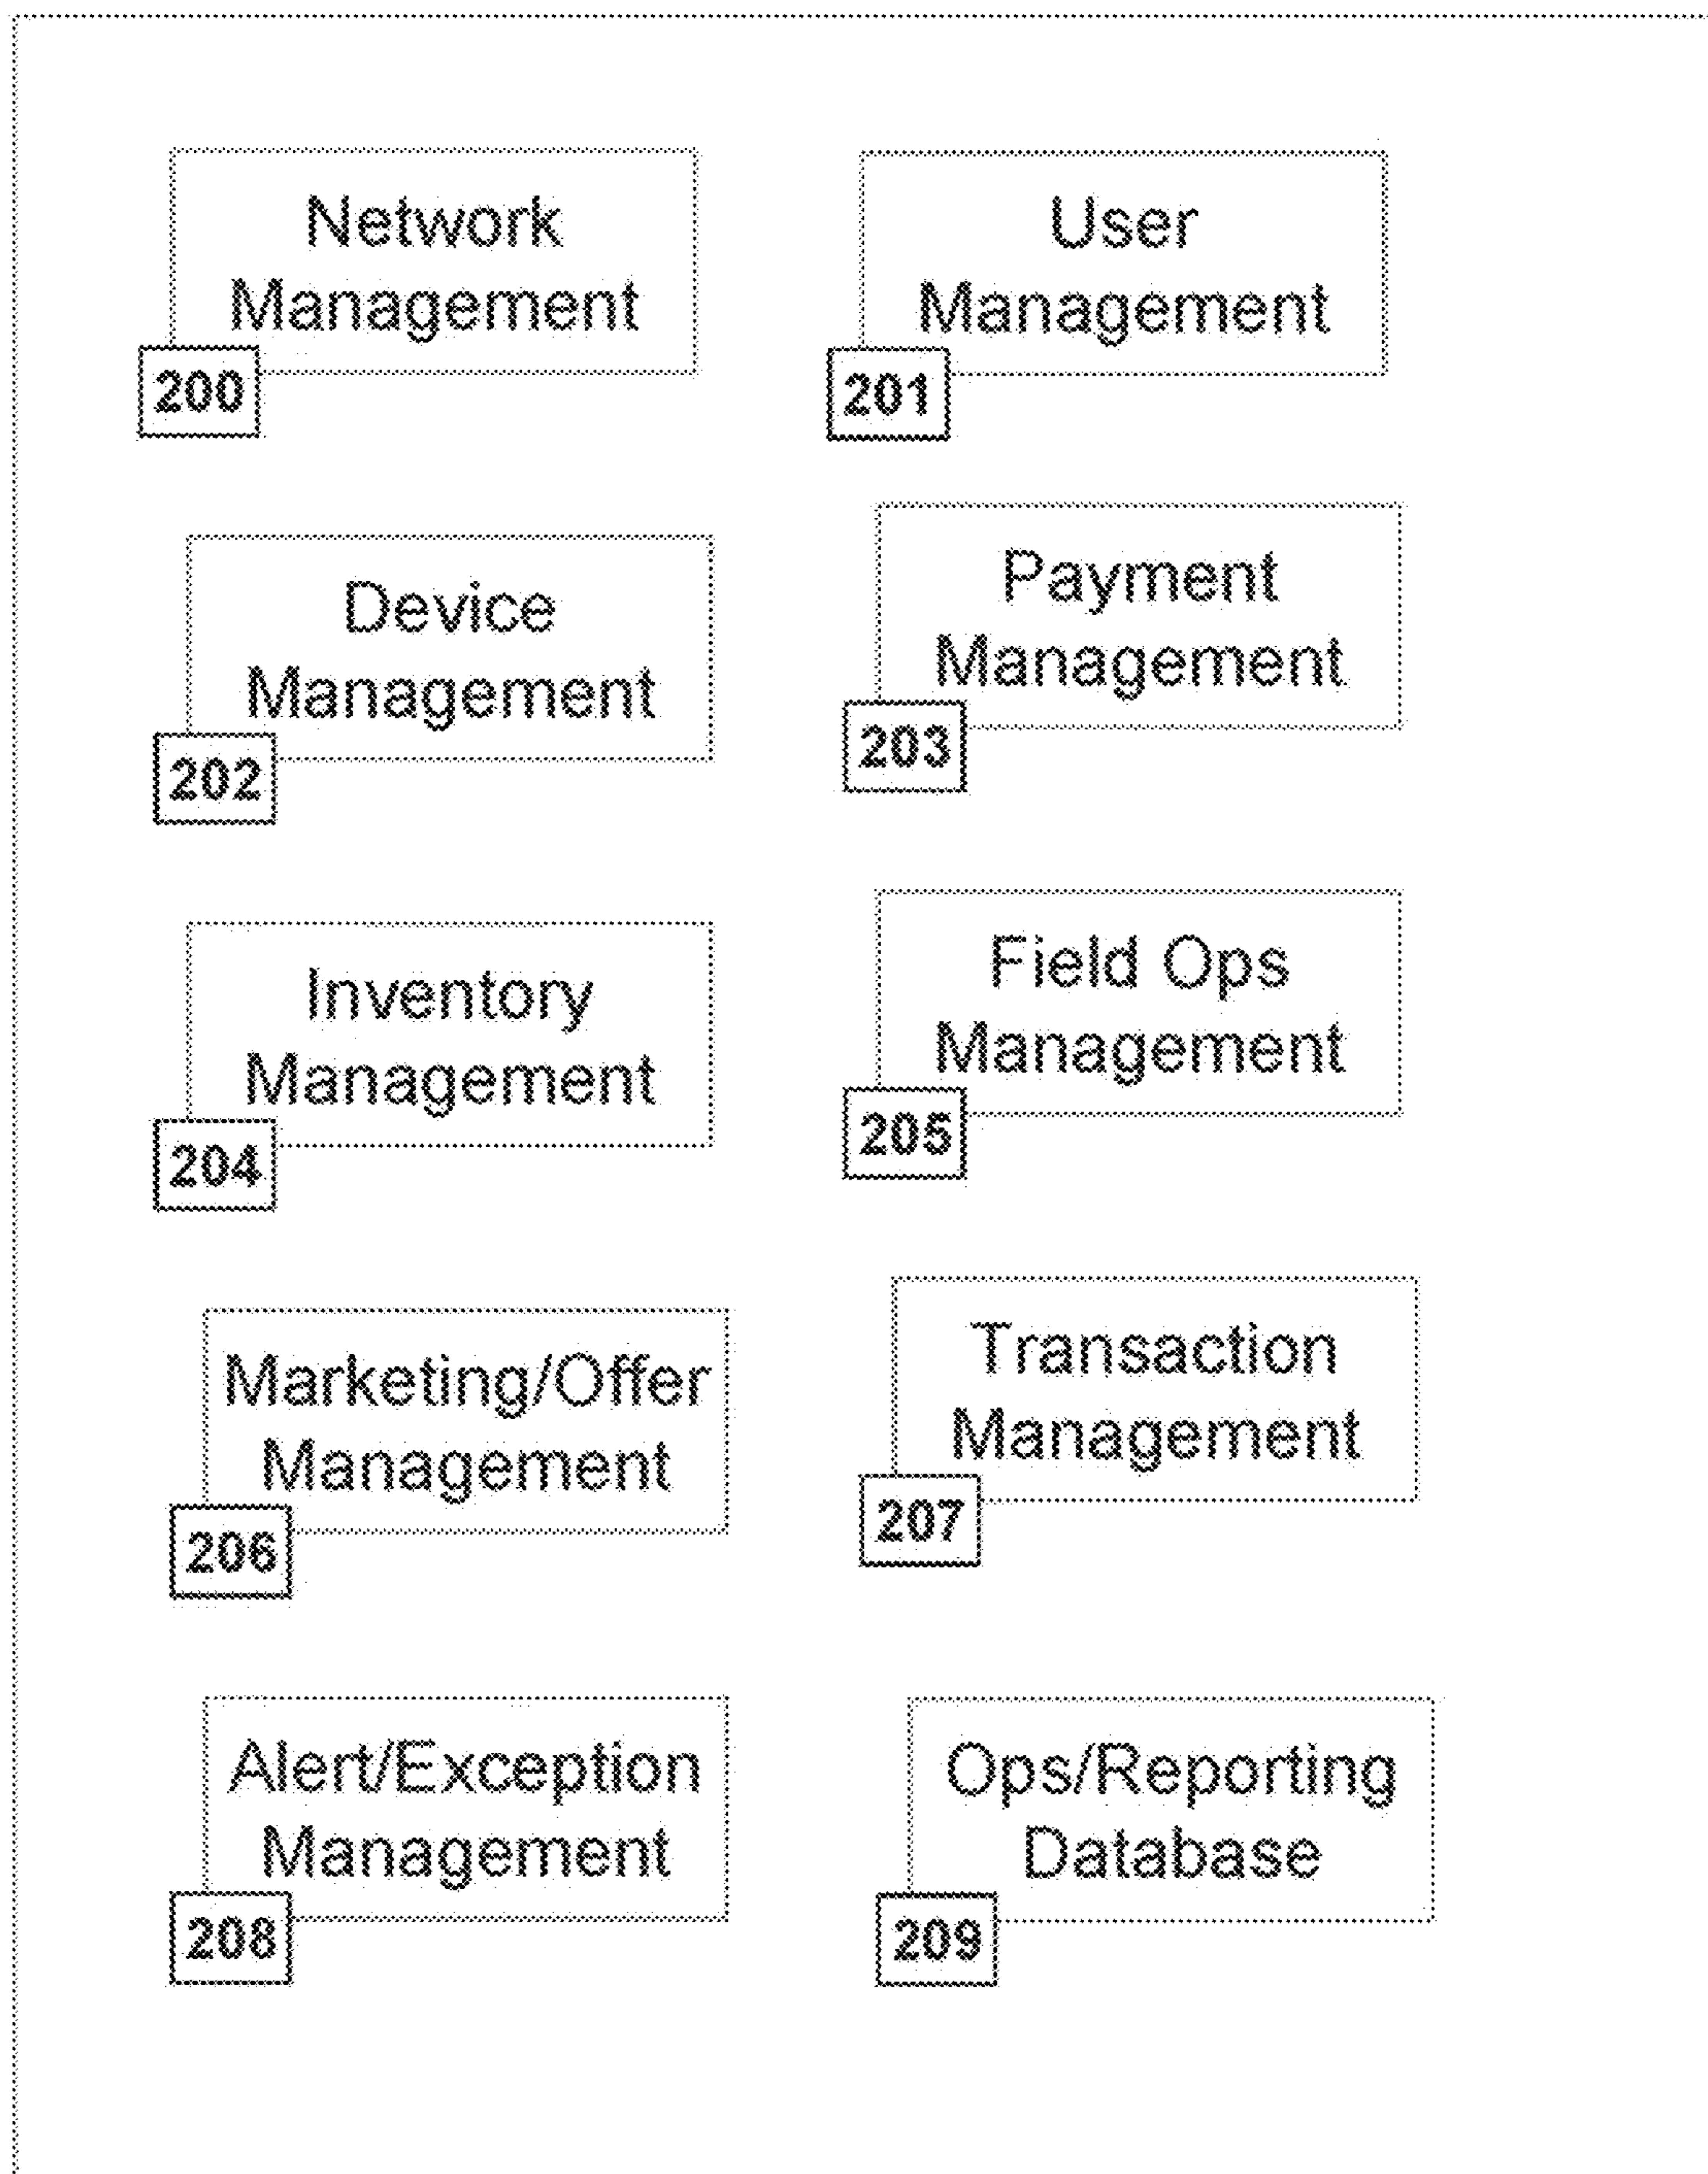 Network
Management
200
User
Management
201
Device
Management
202
Payment
Management
203
Inventory
Management
204
Field Ops
Management
205
Marketing/Offer
Management
206
Transaction
Management
207
Alert/Exception
Management
208
Ops/Reporting
Database
209